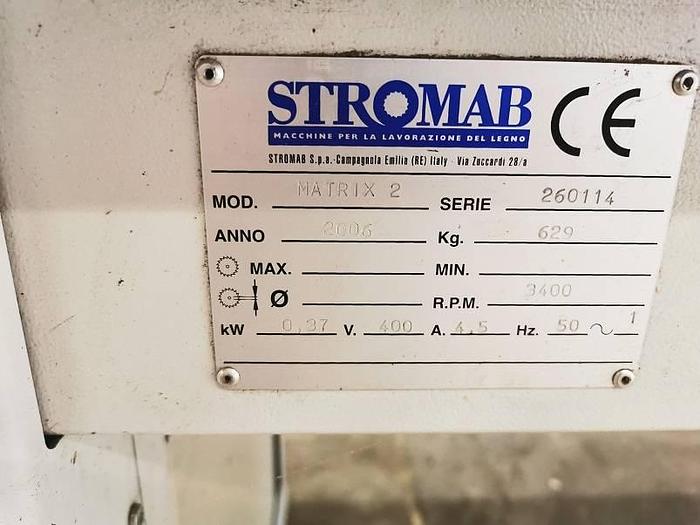 STROMAB CE
MACCHINE PER LA LAVORAZIONE DEL LEGNO
STROMAB S.p.a.-Campagnola Emilia (RE) Italy - Via Zuccardi 28/a
MOD. MATRIX 2 SERIE 260114
ANNO 2006 Kg. 629
MAX. MIN.
Ø R.P.M. 3400
kW 0,37 V. 400 A. 4,5 Hz. 50 ~ 1